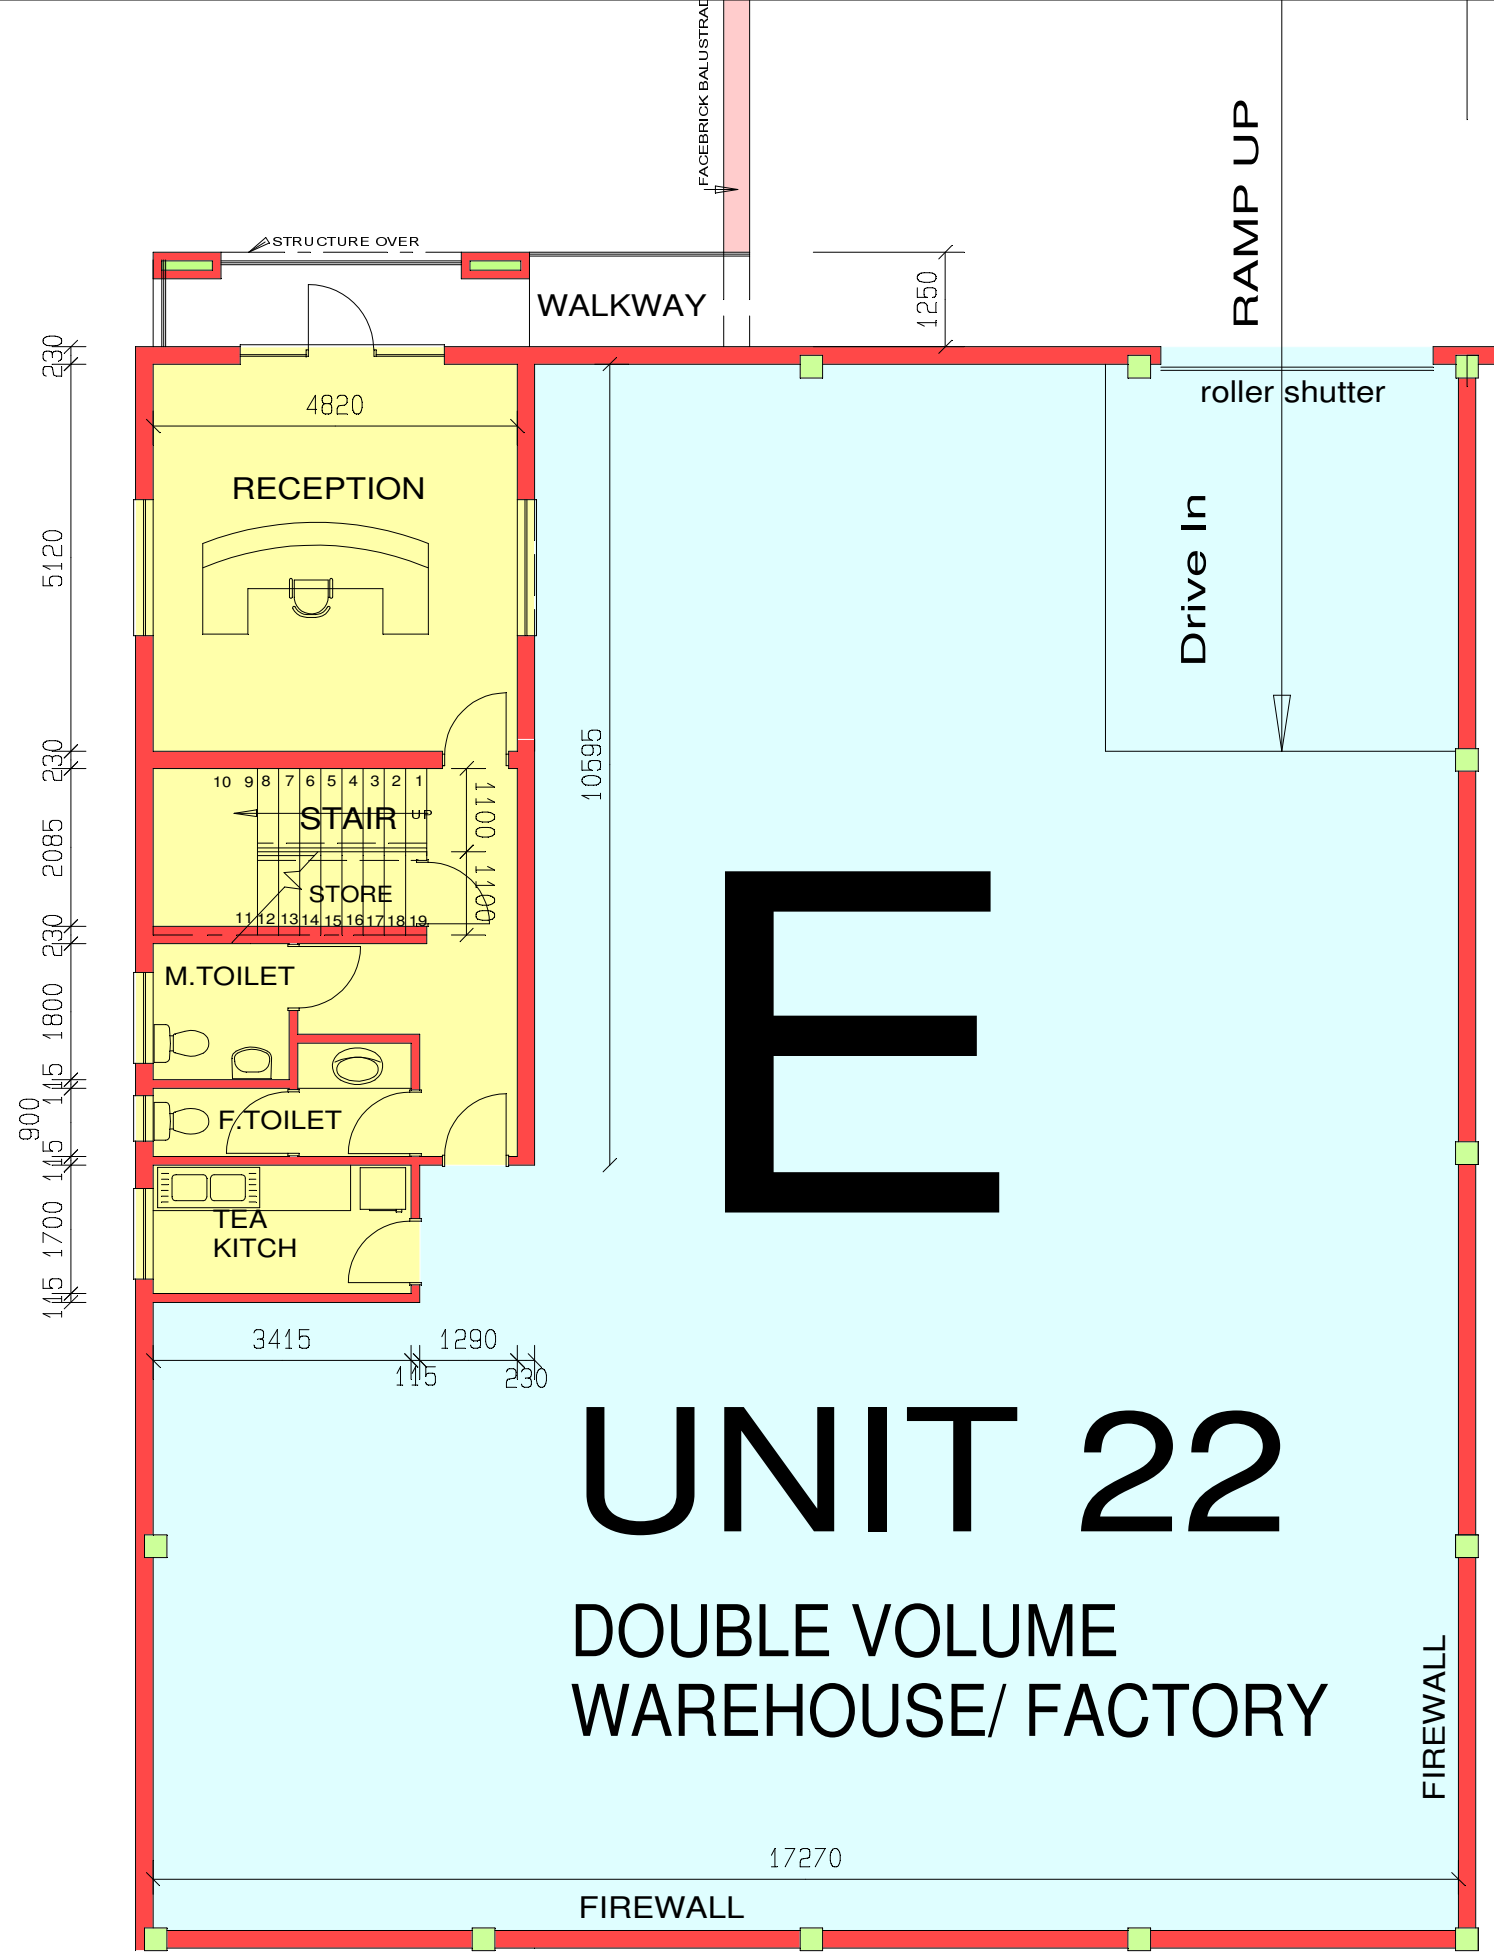 FACEBRICK BALUSTRAD
RAMP UP
STRUCTURE OVER
WALKWAY
1250
230
roller shutter
4820
RECEPTION
Drive In
5120
10595
230
10 9 8 7 6 5 4 3 2 1
STAIR
UP
1100
2085
STORE
1100
11 12 13 14 15 16 17 18 19
230
M.TOILET
1800
115
F.TOILET
900
115
TEA
KITCH
1700
115
E
3415
1290
115
230
UNIT 22
DOUBLE VOLUME
WAREHOUSE/ FACTORY
FIREWALL
17270
FIREWALL